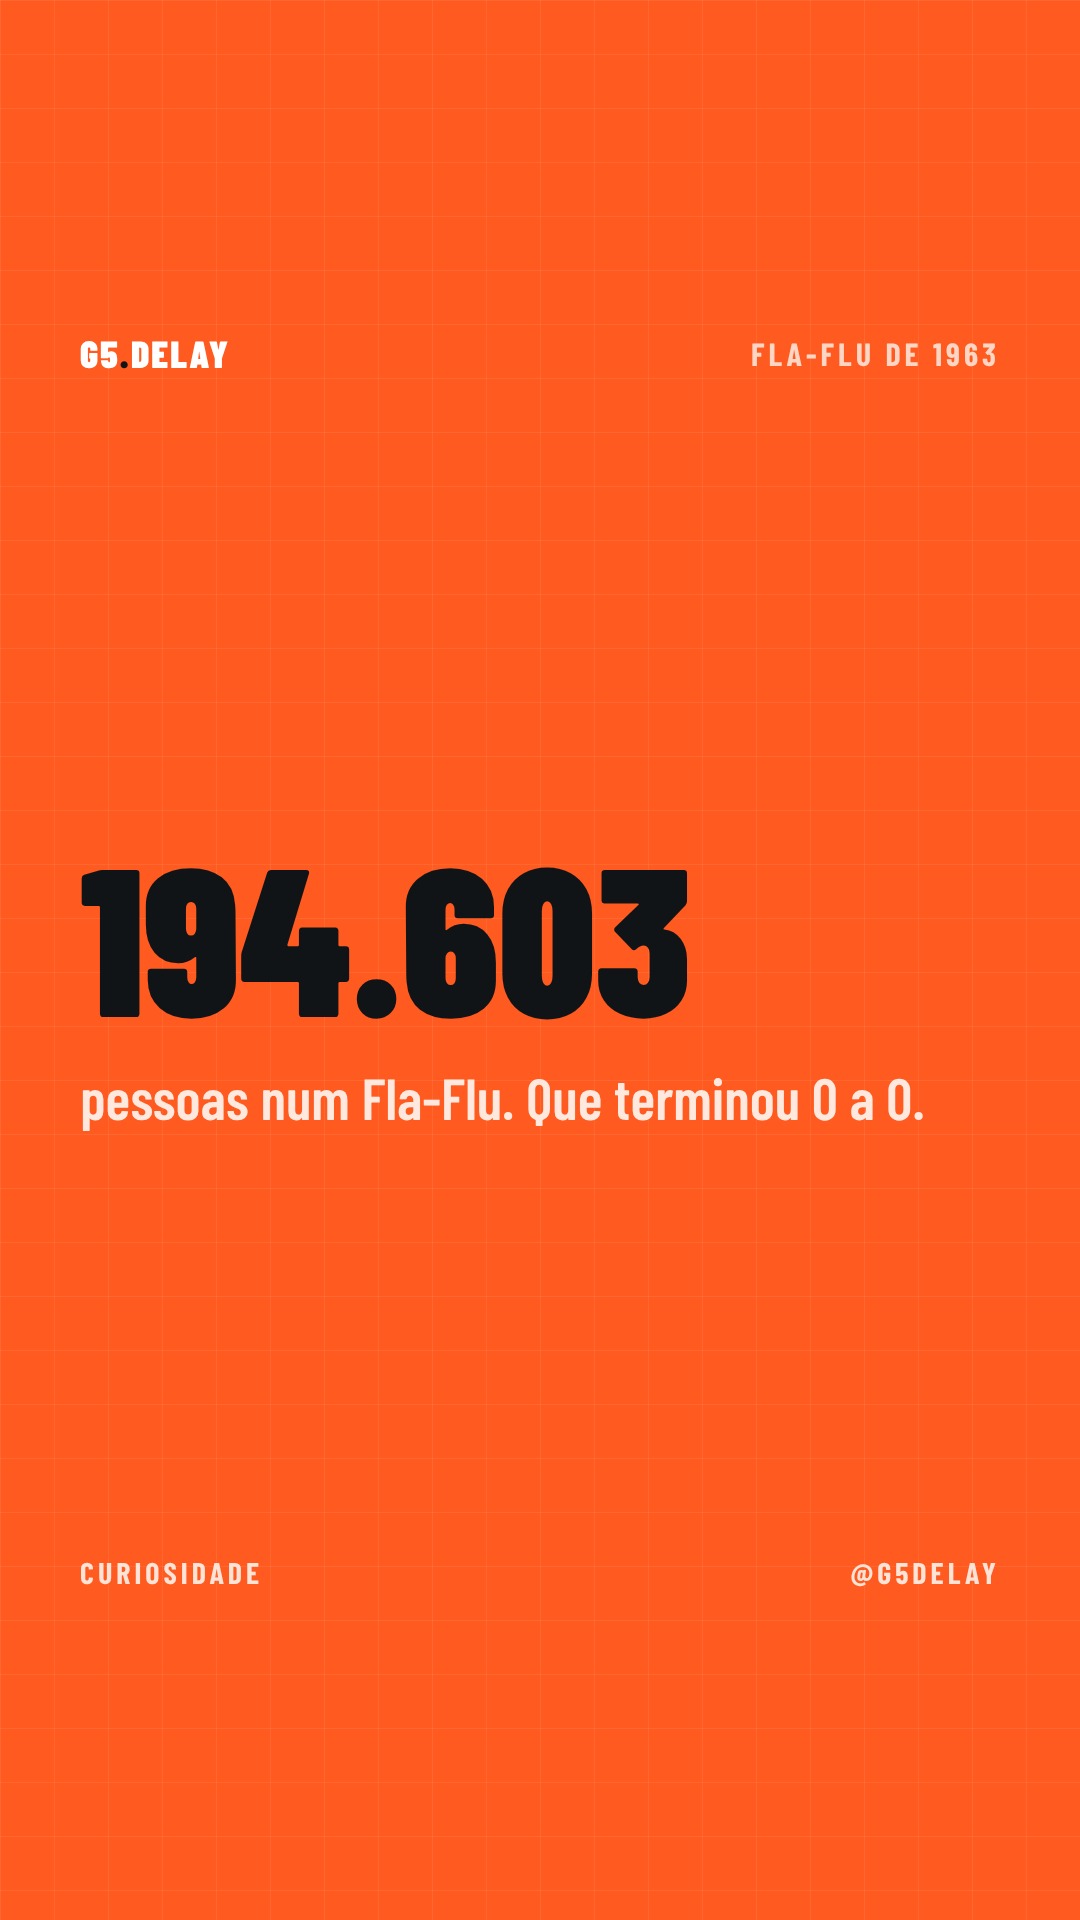 G5.DELAY
FLA-FLU DE 1963
194.603
pessoas num Fla-Flu. Que terminou 0 a 0.
CURIOSIDADE
@G5DELAY